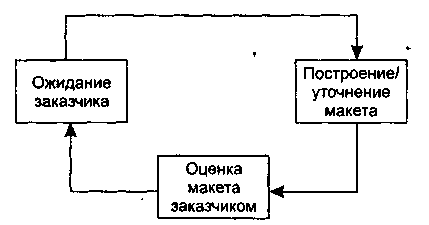 Ожидание
заказчика
Построение/
уточнение
макета
Оценка
макета
заказчиком